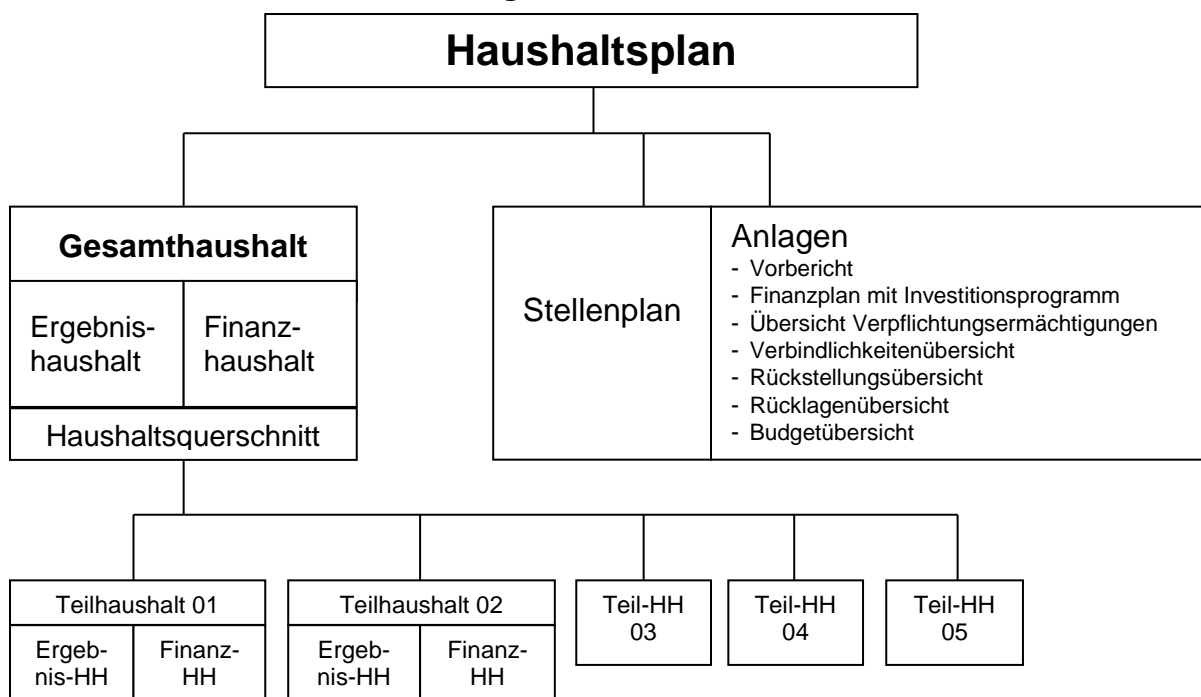 Haushaltsplan
Gesamthaushalt
Ergebnis-
haushalt
Finanz-
haushalt
Haushaltsquerschnitt
Stellenplan
Anlagen
- Vorbericht
- Finanzplan mit Investitionsprogramm
- Übersicht Verpflichtungsermächtigungen
- Verbindlichkeitenübersicht
- Rückstellungsübersicht
- Rücklagenübersicht
- Budgetübersicht
Teilhaushalt 01
Ergeb-
nis-HH
Finanz-
HH
Teilhaushalt 02
Ergeb-
nis-HH
Finanz-
HH
Teil-HH
03
Teil-HH
04
Teil-HH
05